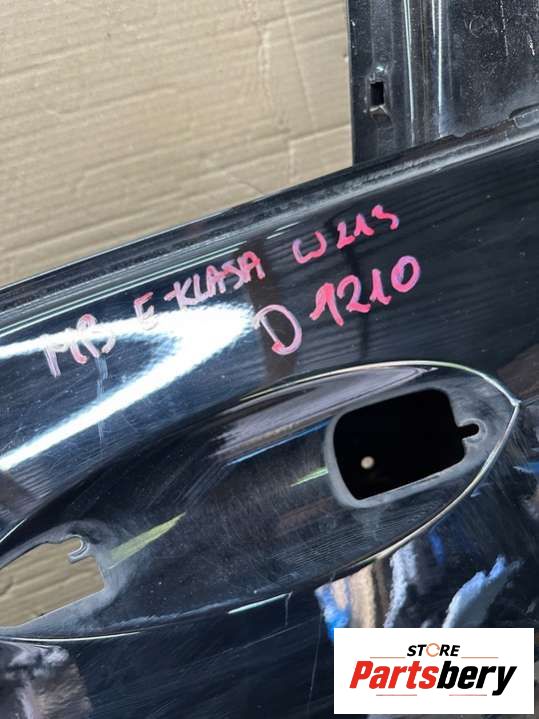 MB E KLASA W213
D 1210
STORE
Partsbery